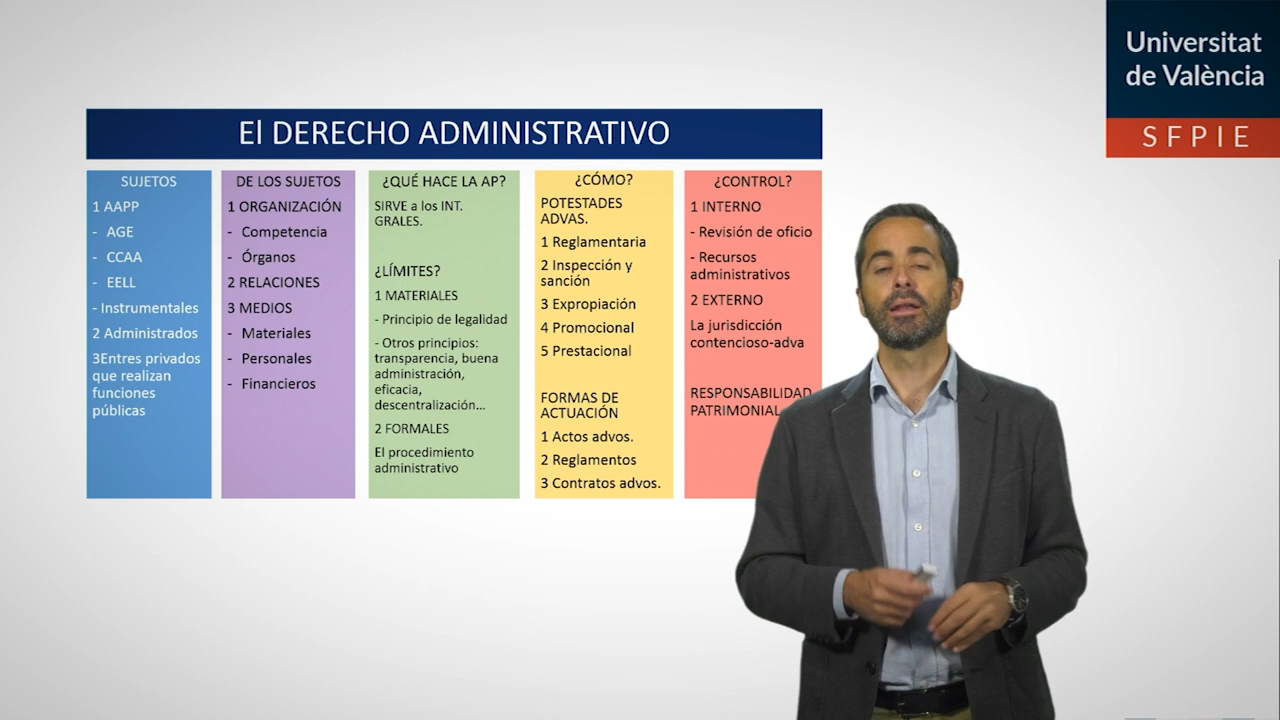 Universitat
de València
SFPIE
El DERECHO ADMINISTRATIVO
SUJETOS
1 AAPP
- AGE
- CCAA
- EELL
- Instrumentales
2 Administrados
3Entres privados
que realizan
funciones
públicas
DE LOS SUJETOS
1 ORGANIZACIÓN
- Competencia
- Órganos
2 RELACIONES
3 MEDIOS
- Materiales
- Personales
- Financieros
¿QUÉ HACE LA AP?
SIRVE a los INT.
GRALES.
¿LÍMITES?
1 MATERIALES
- Principio de legalidad
- Otros principios:
transparencia, buena
administración,
eficacia,
descentralización...
2 FORMALES
El procedimiento
administrativo
¿CÓMO?
POTESTADES
ADVAS.
1 Reglamentaria
2 Inspección y
sanción
3 Expropiación
4 Promocional
5 Prestacional
FORMAS DE
ACTUACIÓN
1 Actos advos.
2 Reglamentos
3 Contratos advos.
¿CONTROL?
1 INTERNO
- Revisión de oficio
- Recursos
administrativos
2 EXTERNO
La jurisdicción
contencioso-adva
RESPONSABILIDAD
PATRIMONIAL